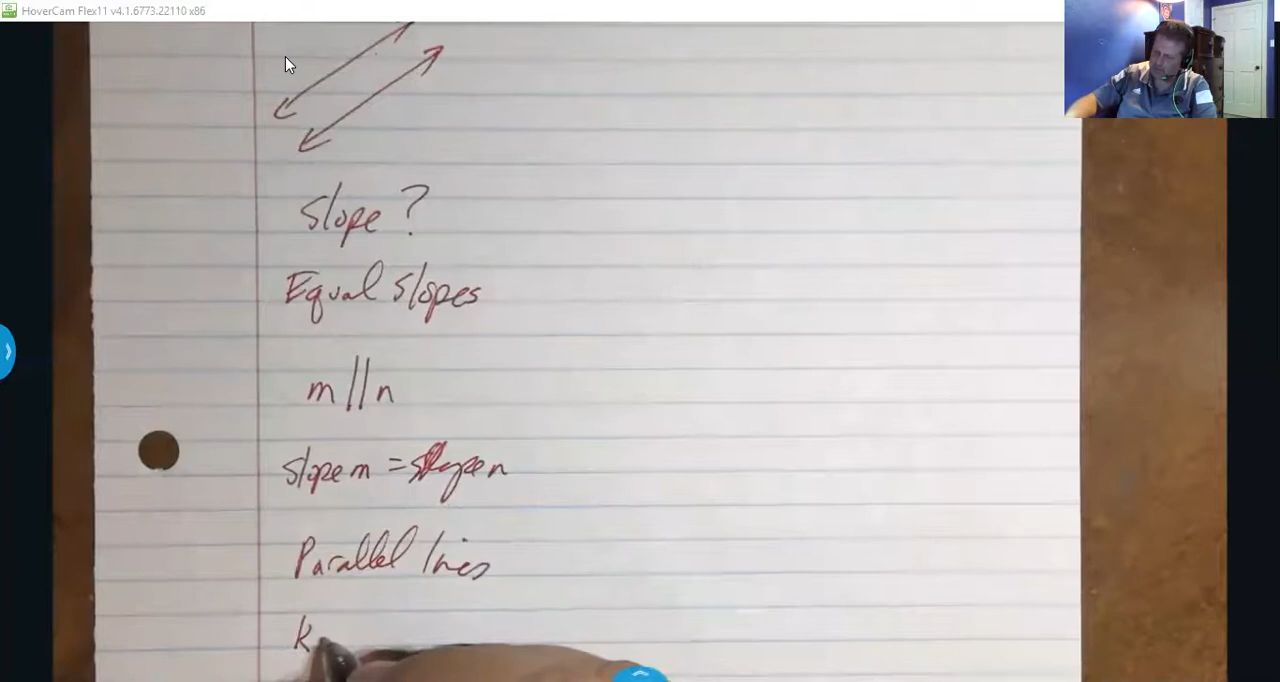 HoverCam Flex11 v4.1.6773.22110 x86
Slope?
Equal slopes
m || n
slope m = slope n
Parallel lines
k